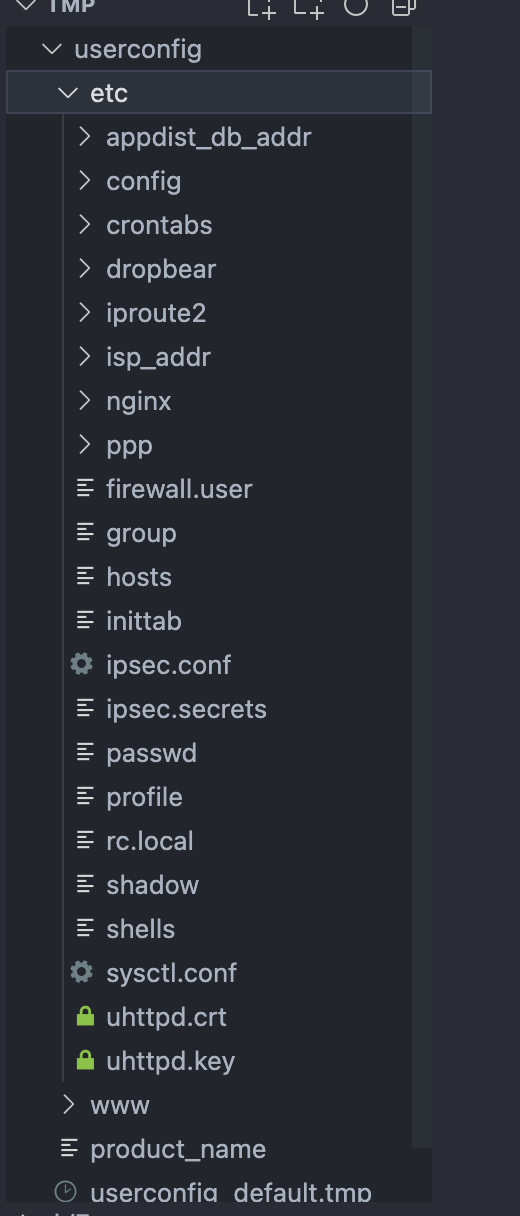 TMP
userconfig
etc
appdist_db_addr
config
crontabs
dropbear
iproute2
isp_addr
nginx
ppp
firewall.user
group
hosts
inittab
ipsec.conf
ipsec.secrets
passwd
profile
rc.local
shadow
shells
sysctl.conf
uhttpd.crt
uhttpd.key
www
product_name
userconfig_default.tmp